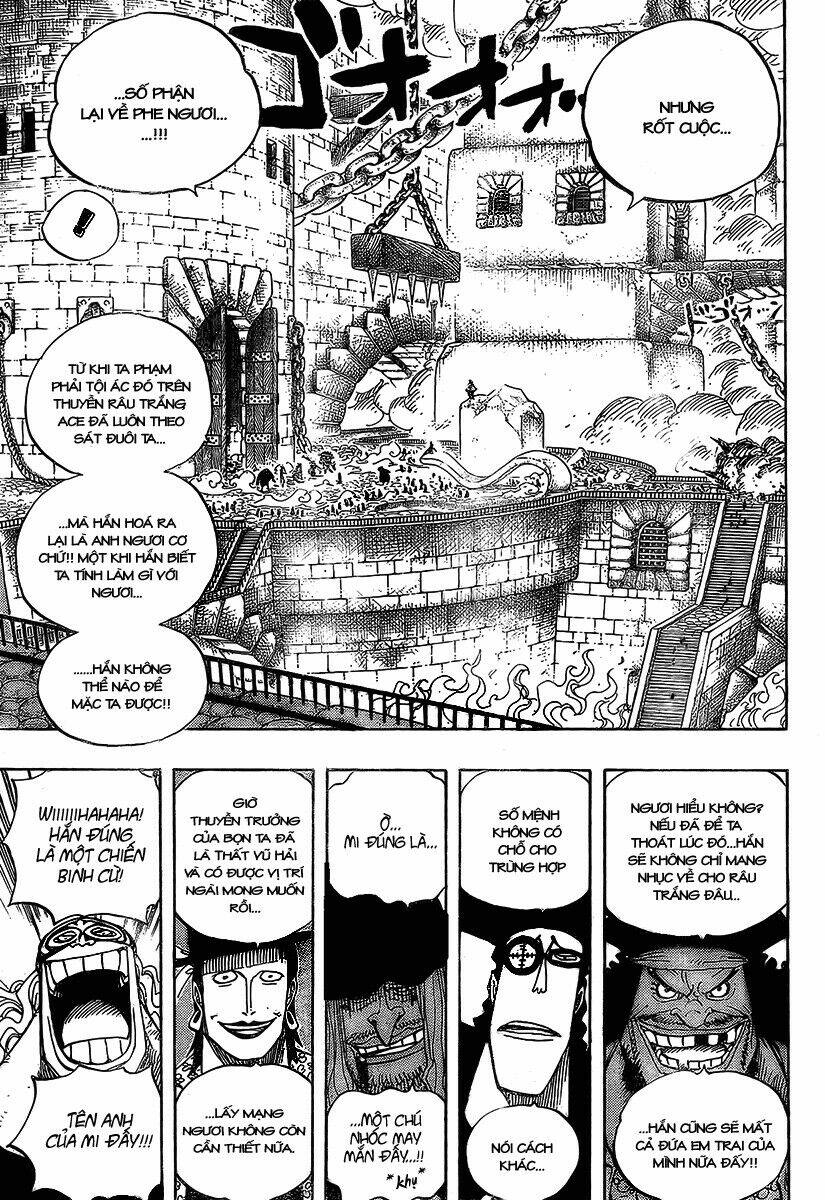 NHƯNG
RỐT CUỘC...
ゴオオオオッ
...SỐ PHẬN
LẠI VỀ PHE NGƯƠI...
...!!!
!
TỪ KHI TA PHẠM
PHẢI TỘI ÁC ĐÓ TRÊN
THUYỀN RÂU TRẮNG
ACE ĐÃ LUÔN THEO
SÁT ĐUÔI TA...
...MÀ HẮN HOÁ RA
LẠI LÀ ANH NGƯƠI CƠ
CHỨ!! MỘT KHI HẮN BIẾT
TA TÍNH LÀM GÌ VỚI
NGƯƠI...
......HẮN KHÔNG
THỂ NÀO ĐỂ
MẶC TA ĐƯỢC!!
NGƯƠI HIỂU KHÔNG?
NẾU ĐÃ ĐỂ TA
THOÁT LÚC ĐÓ...HẮN
SẼ KHÔNG CHỈ MANG
NHỤC VỀ CHO RÂU
TRẮNG ĐÂU...
...HẮN CŨNG SẼ MẤT
CẢ ĐỨA EM TRAI CỦA
MÌNH NỮA ĐẤY!!
SỐ MỆNH
KHÔNG CÓ
CHỖ CHO
TRÙNG HỢP
NÓI CÁCH
KHÁC...
Ờ...
MI ĐÚNG LÀ...
...MỘT CHÚ
NHÓC MAY
MẮN ĐẤY...!!
*khụ*
GIỜ
THUYỀN TRƯỞNG
CỦA BỌN TA ĐÃ
LÀ THẤT VŨ HẢI
VÀ CÓ ĐƯỢC VỊ TRÍ
NGÀI MONG MUỐN
RỒI...
...LẤY MẠNG
NGƯƠI KHÔNG CÒN
CẦN THIẾT NỮA.
WIIIIIIHAHAHA!
HẮN ĐÚNG
LÀ MỘT CHIẾN
BINH CỪ!
TÊN ANH
CỦA MI ĐẤY!!!